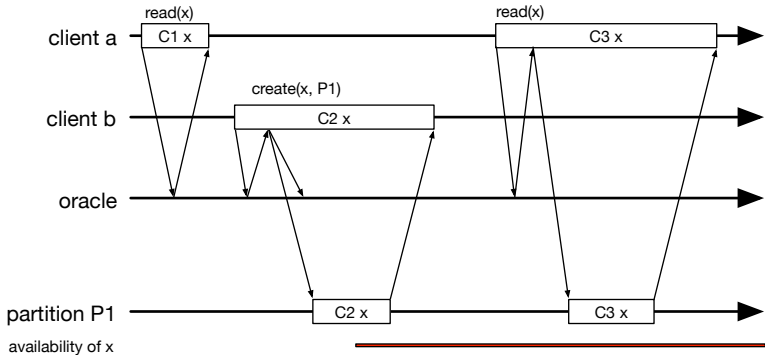 read(x)
read(x)
client a
C1 x
C3 x
create(x, P1)
client b
C2 x
oracle
partition P1
C2 x
C3 x
availability of x